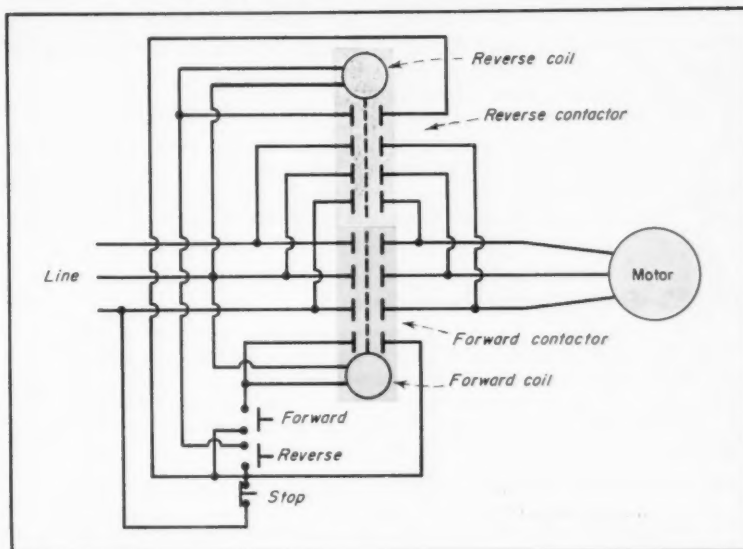 Reverse coil
Reverse contactor
Line
Motor
Forward contactor
Forward coil
Forward
Reverse
Stop